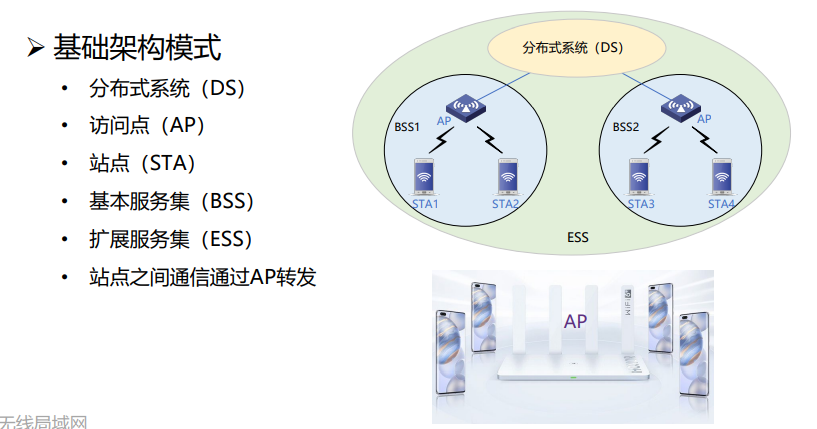 ➢ 基础架构模式
• 分布式系统（DS）
• 访问点（AP）
• 站点（STA）
• 基本服务集（BSS）
• 扩展服务集（ESS）
• 站点之间通信通过AP转发
分布式系统（DS）
BSS1
AP
STA1
STA2
BSS2
AP
STA3
STA4
ESS
AP
无线局域网